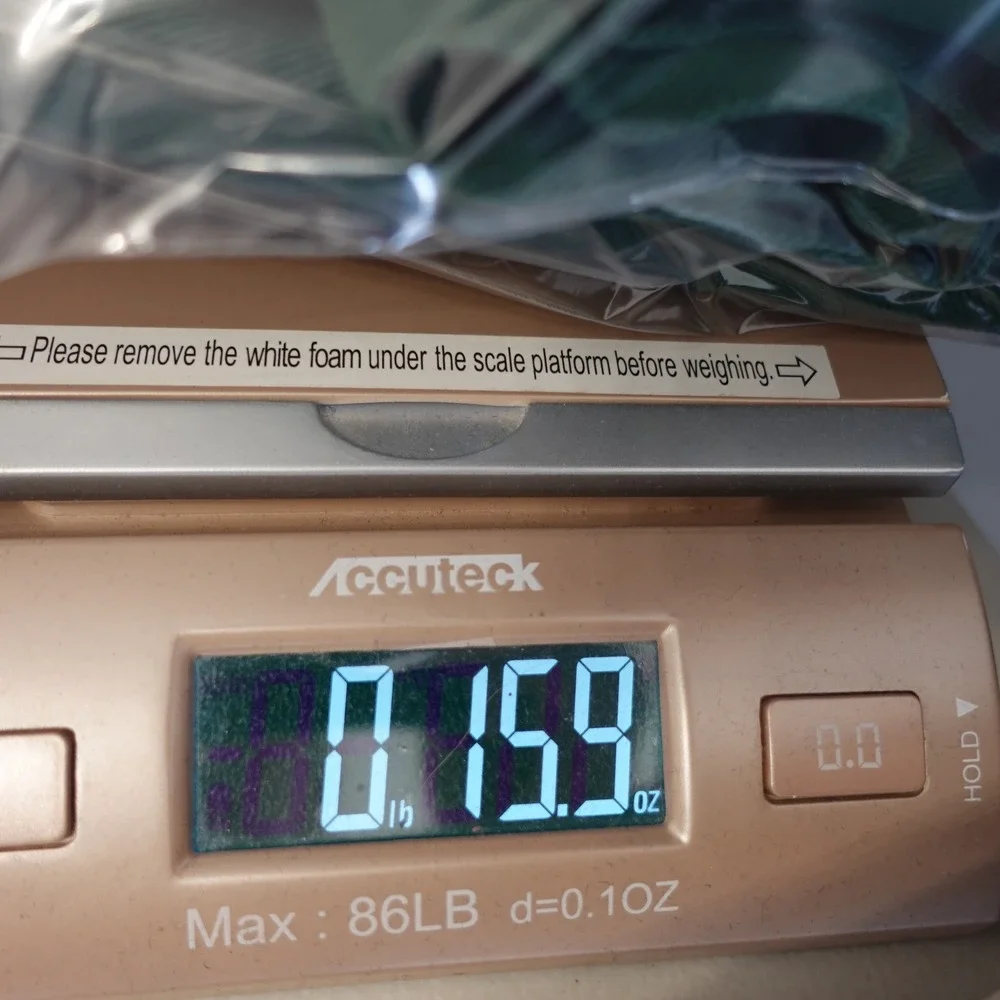 Please remove the white foam under the scale platform before weighing.
Accuteck
0 lb 15.9 oz
0.0
HOLD
Max : 86LB d=0.1OZ